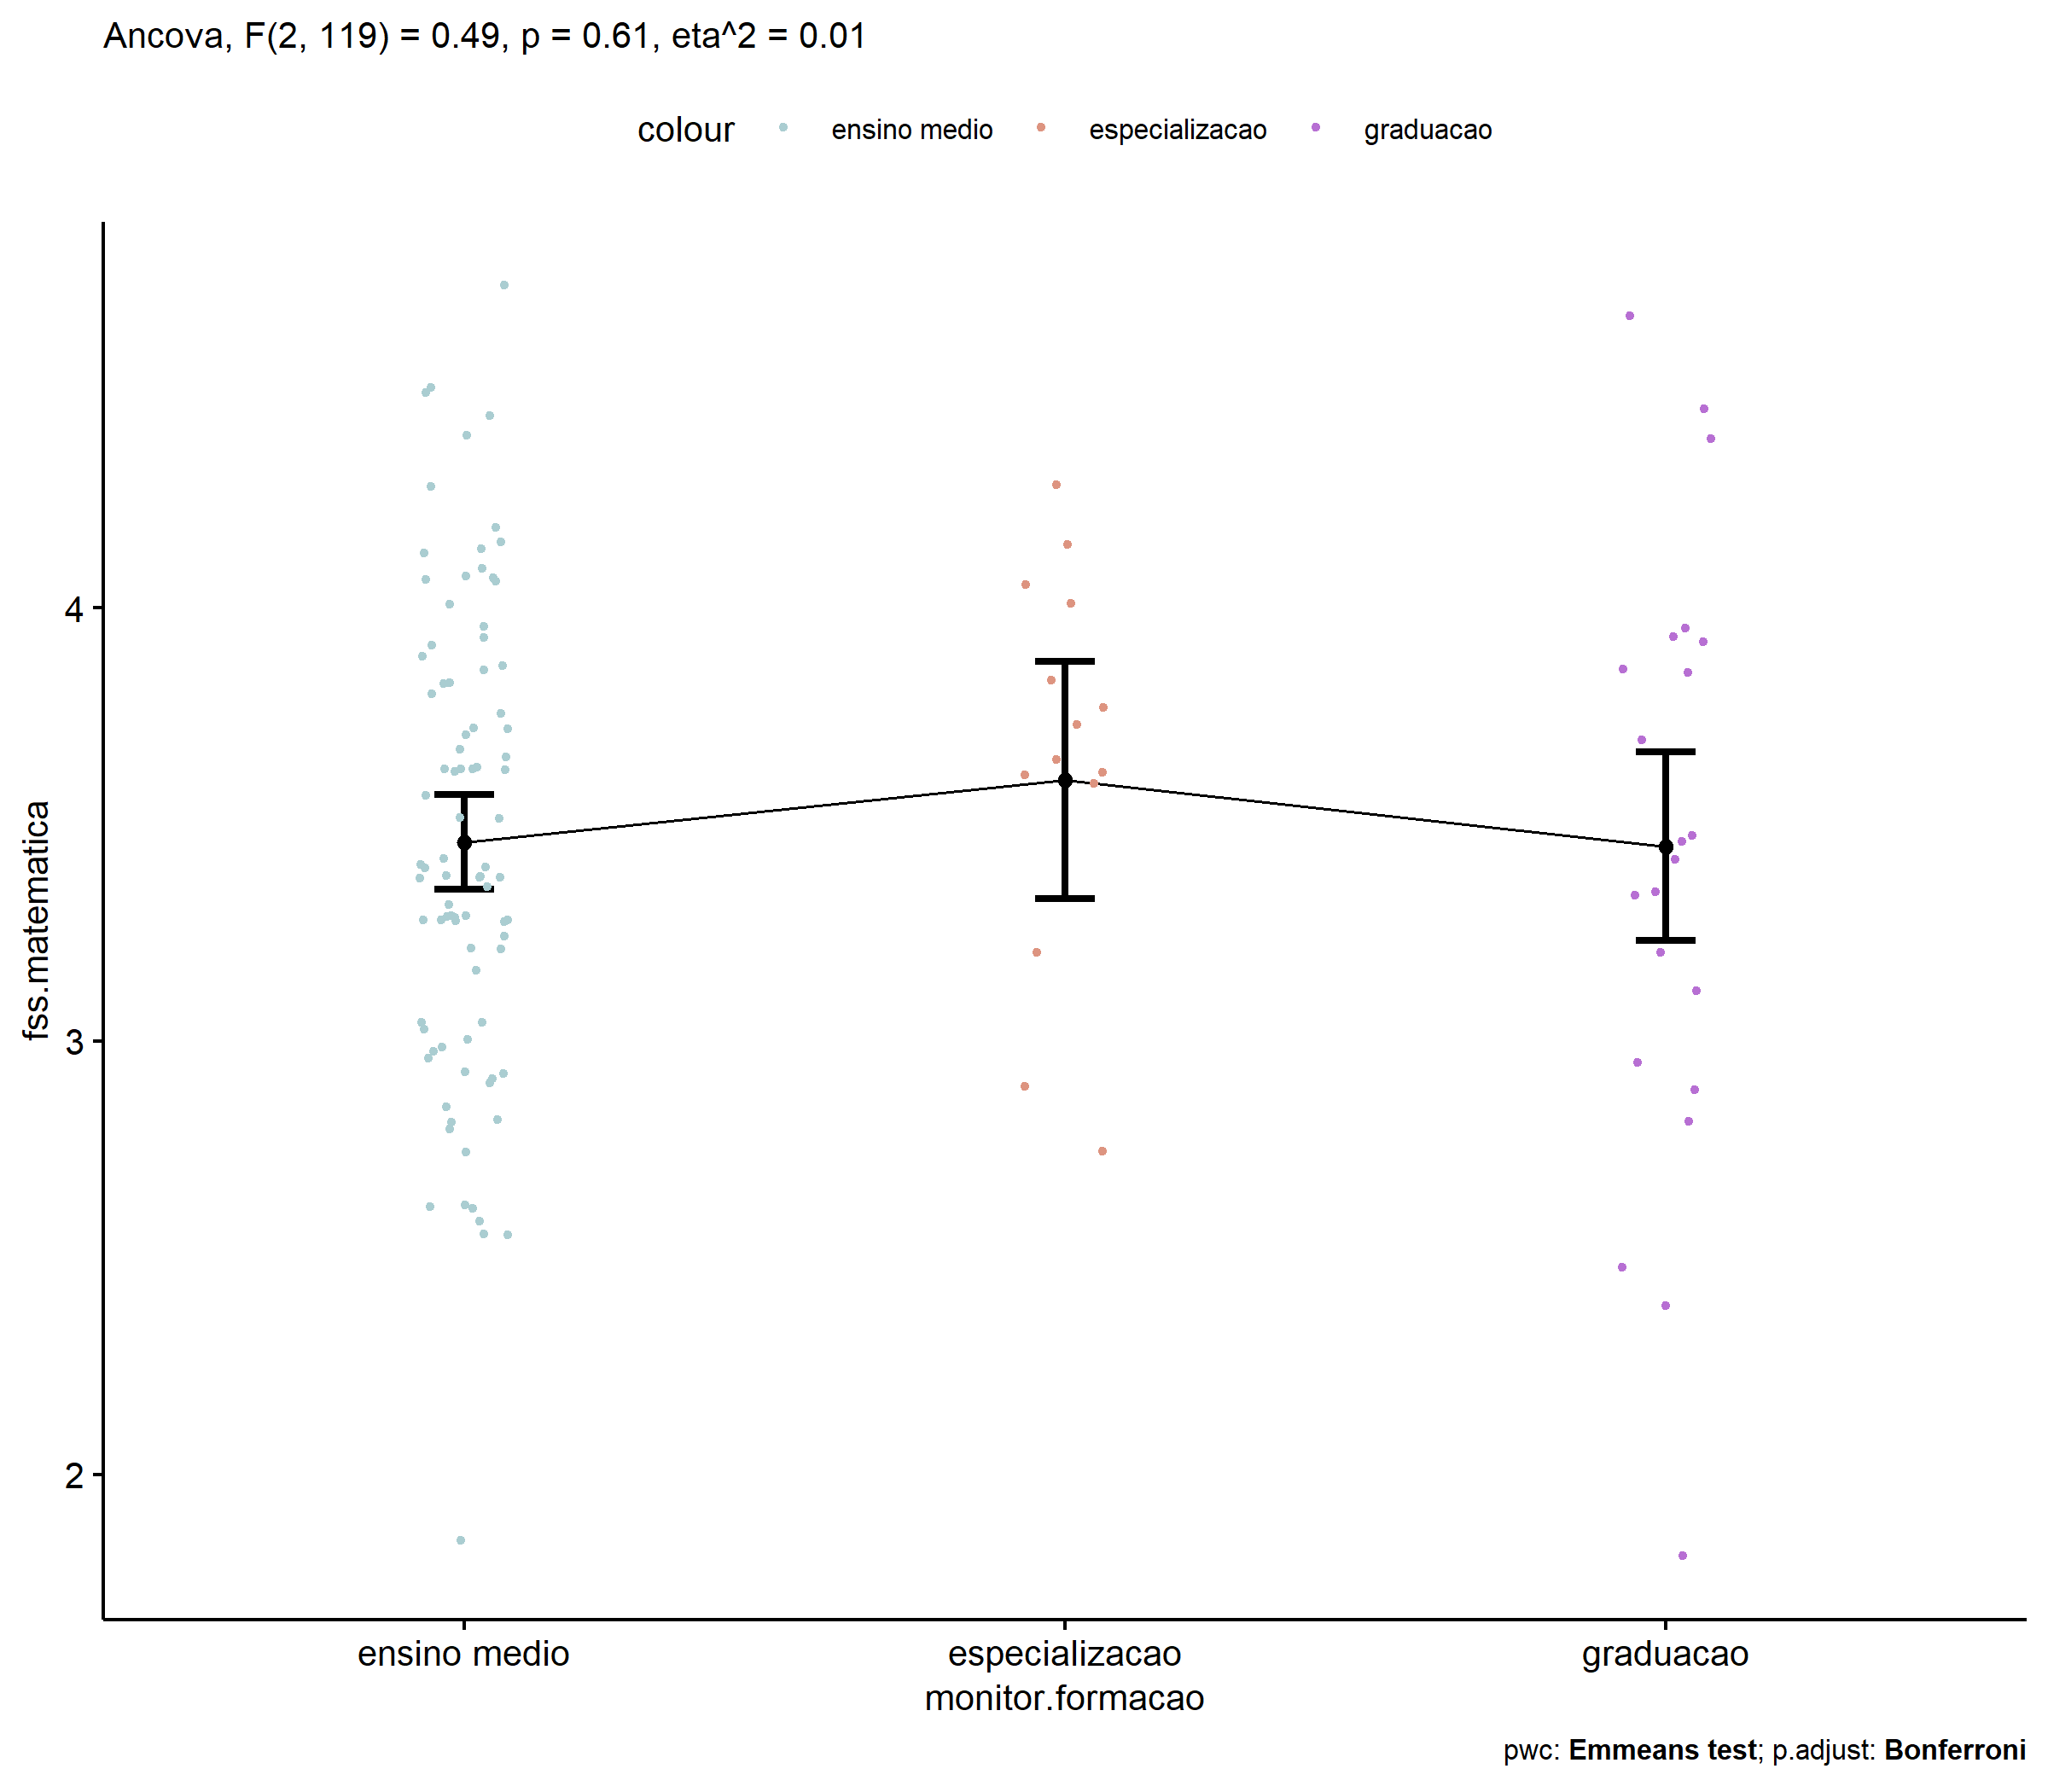 Ancova, F(2, 119) = 0.49, p = 0.61, eta^2 = 0.01
colour ensino medio especializacao graduacao
fss.matematica
4
3
2
ensino medio especializacao graduacao
monitor.formacao
pwc: Emmeans test; p.adjust: Bonferroni